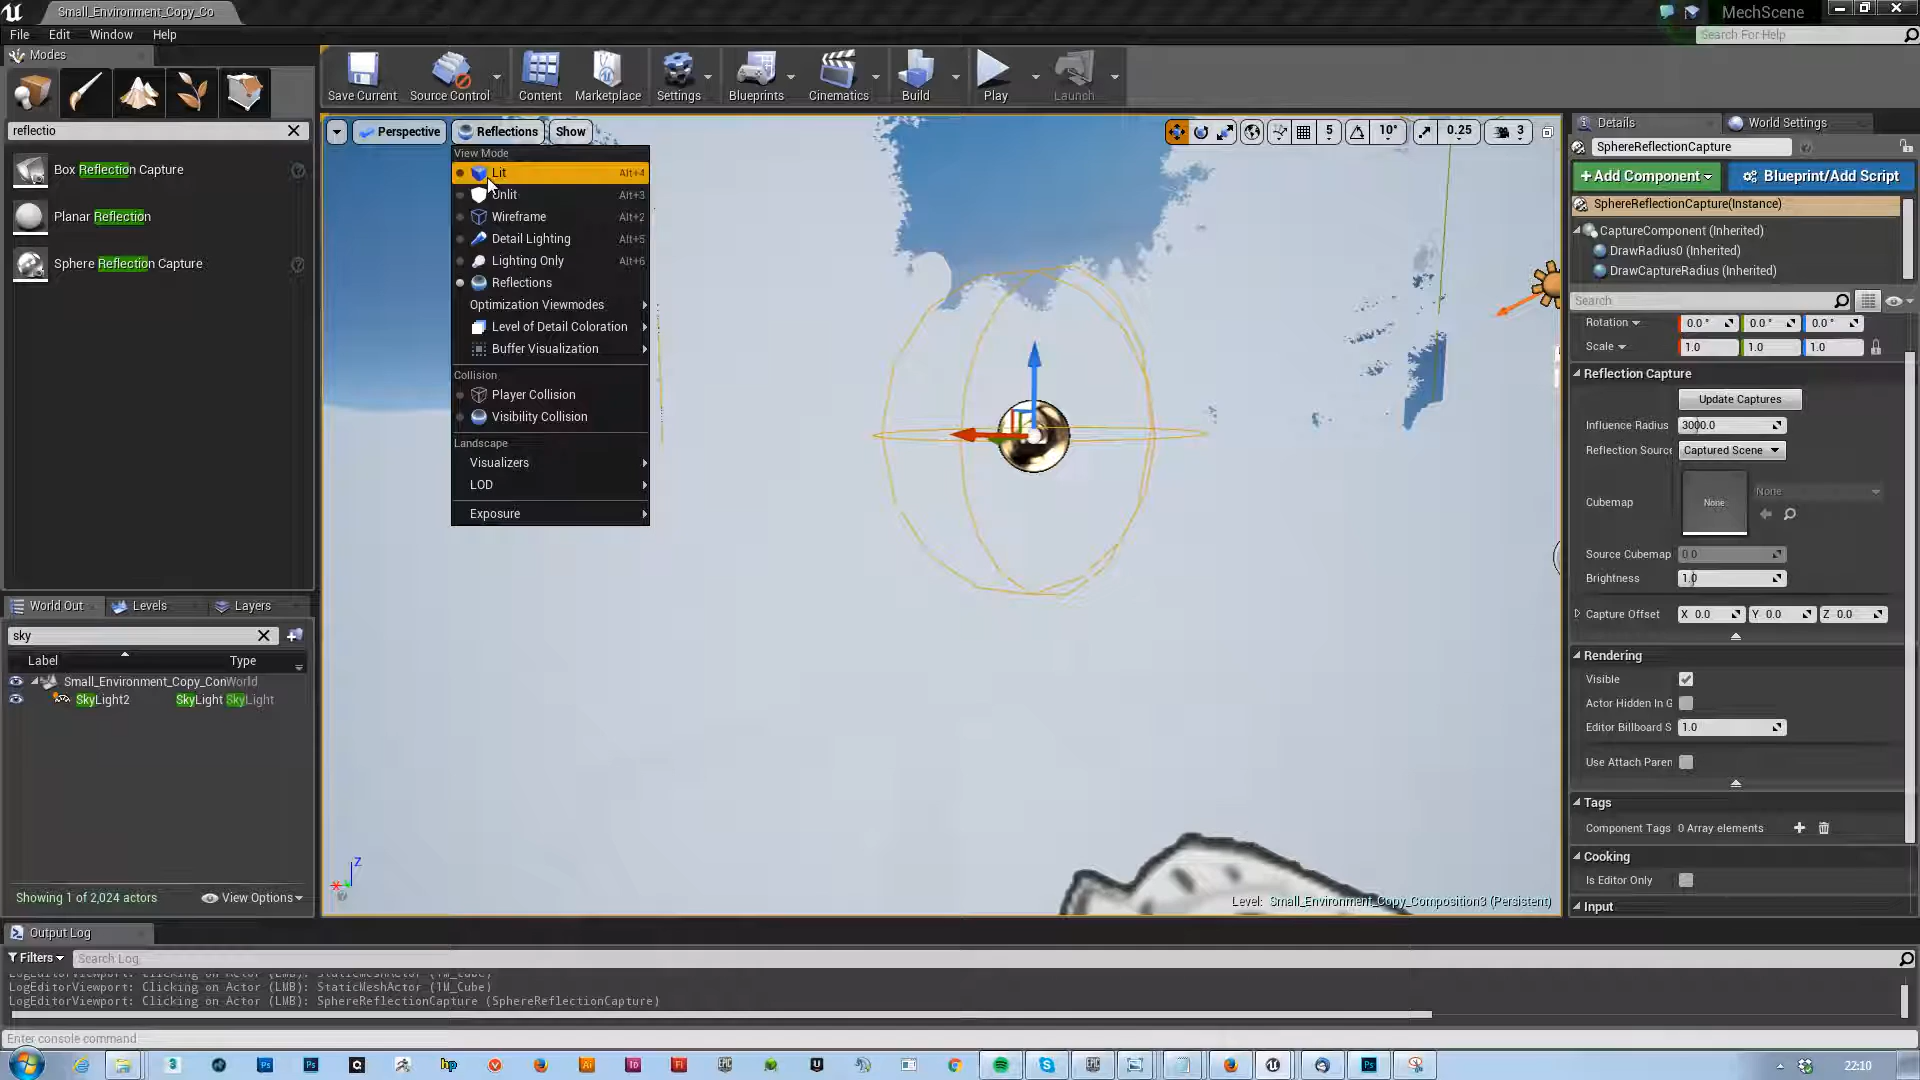 Small_Environment_Copy_Co
MechScene
File Edit Window Help
Search For Help
Modes
Save Current
Source Control
Content
Marketplace
Settings
Blueprints
Cinematics
Build
Play
Launch
reflectio
Box Reflection Capture
Planar Reflection
Sphere Reflection Capture
Perspective
Reflections
Show
5
10°
0.25
3
View Mode
Lit Alt+4
Unlit Alt+3
Wireframe Alt+2
Detail Lighting Alt+5
Lighting Only Alt+6
Reflections
Optimization Viewmodes
Level of Detail Coloration
Buffer Visualization
Collision
Player Collision
Visibility Collision
Landscape
Visualizers
LOD
Exposure
Z
Level: Small_Environment_Copy_Composition3 (Persistent)
Details
World Settings
SphereReflectionCapture
+Add Component
Blueprint/Add Script
SphereReflectionCapture(Instance)
CaptureComponent (Inherited)
DrawRadius0 (Inherited)
DrawCaptureRadius (Inherited)
Search
Rotation 0.0° 0.0° 0.0°
Scale 1.0 1.0 1.0
Reflection Capture
Update Captures
Influence Radius 3000.0
Reflection Source Captured Scene
Cubemap None None
Source Cubemap 0.0
Brightness 1.0
Capture Offset X 0.0 Y 0.0 Z 0.0
Rendering
Visible
Actor Hidden In G
Editor Billboard S 1.0
Use Attach Paren
Tags
Component Tags 0 Array elements
Cooking
Is Editor Only
Input
World Out
Levels
Layers
sky
Label Type
Small_Environment_Copy_Con World
SkyLight2 SkyLight SkyLight
Showing 1 of 2,024 actors
View Options
Output Log
Filters
Search Log
LogEditorViewport: Clicking on Actor (LMB): StaticMeshActor (1M_Cube)
LogEditorViewport: Clicking on Actor (LMB): StaticMeshActor (1M_Cube)
LogEditorViewport: Clicking on Actor (LMB): SphereReflectionCapture (SphereReflectionCapture)
Enter console command
22:10